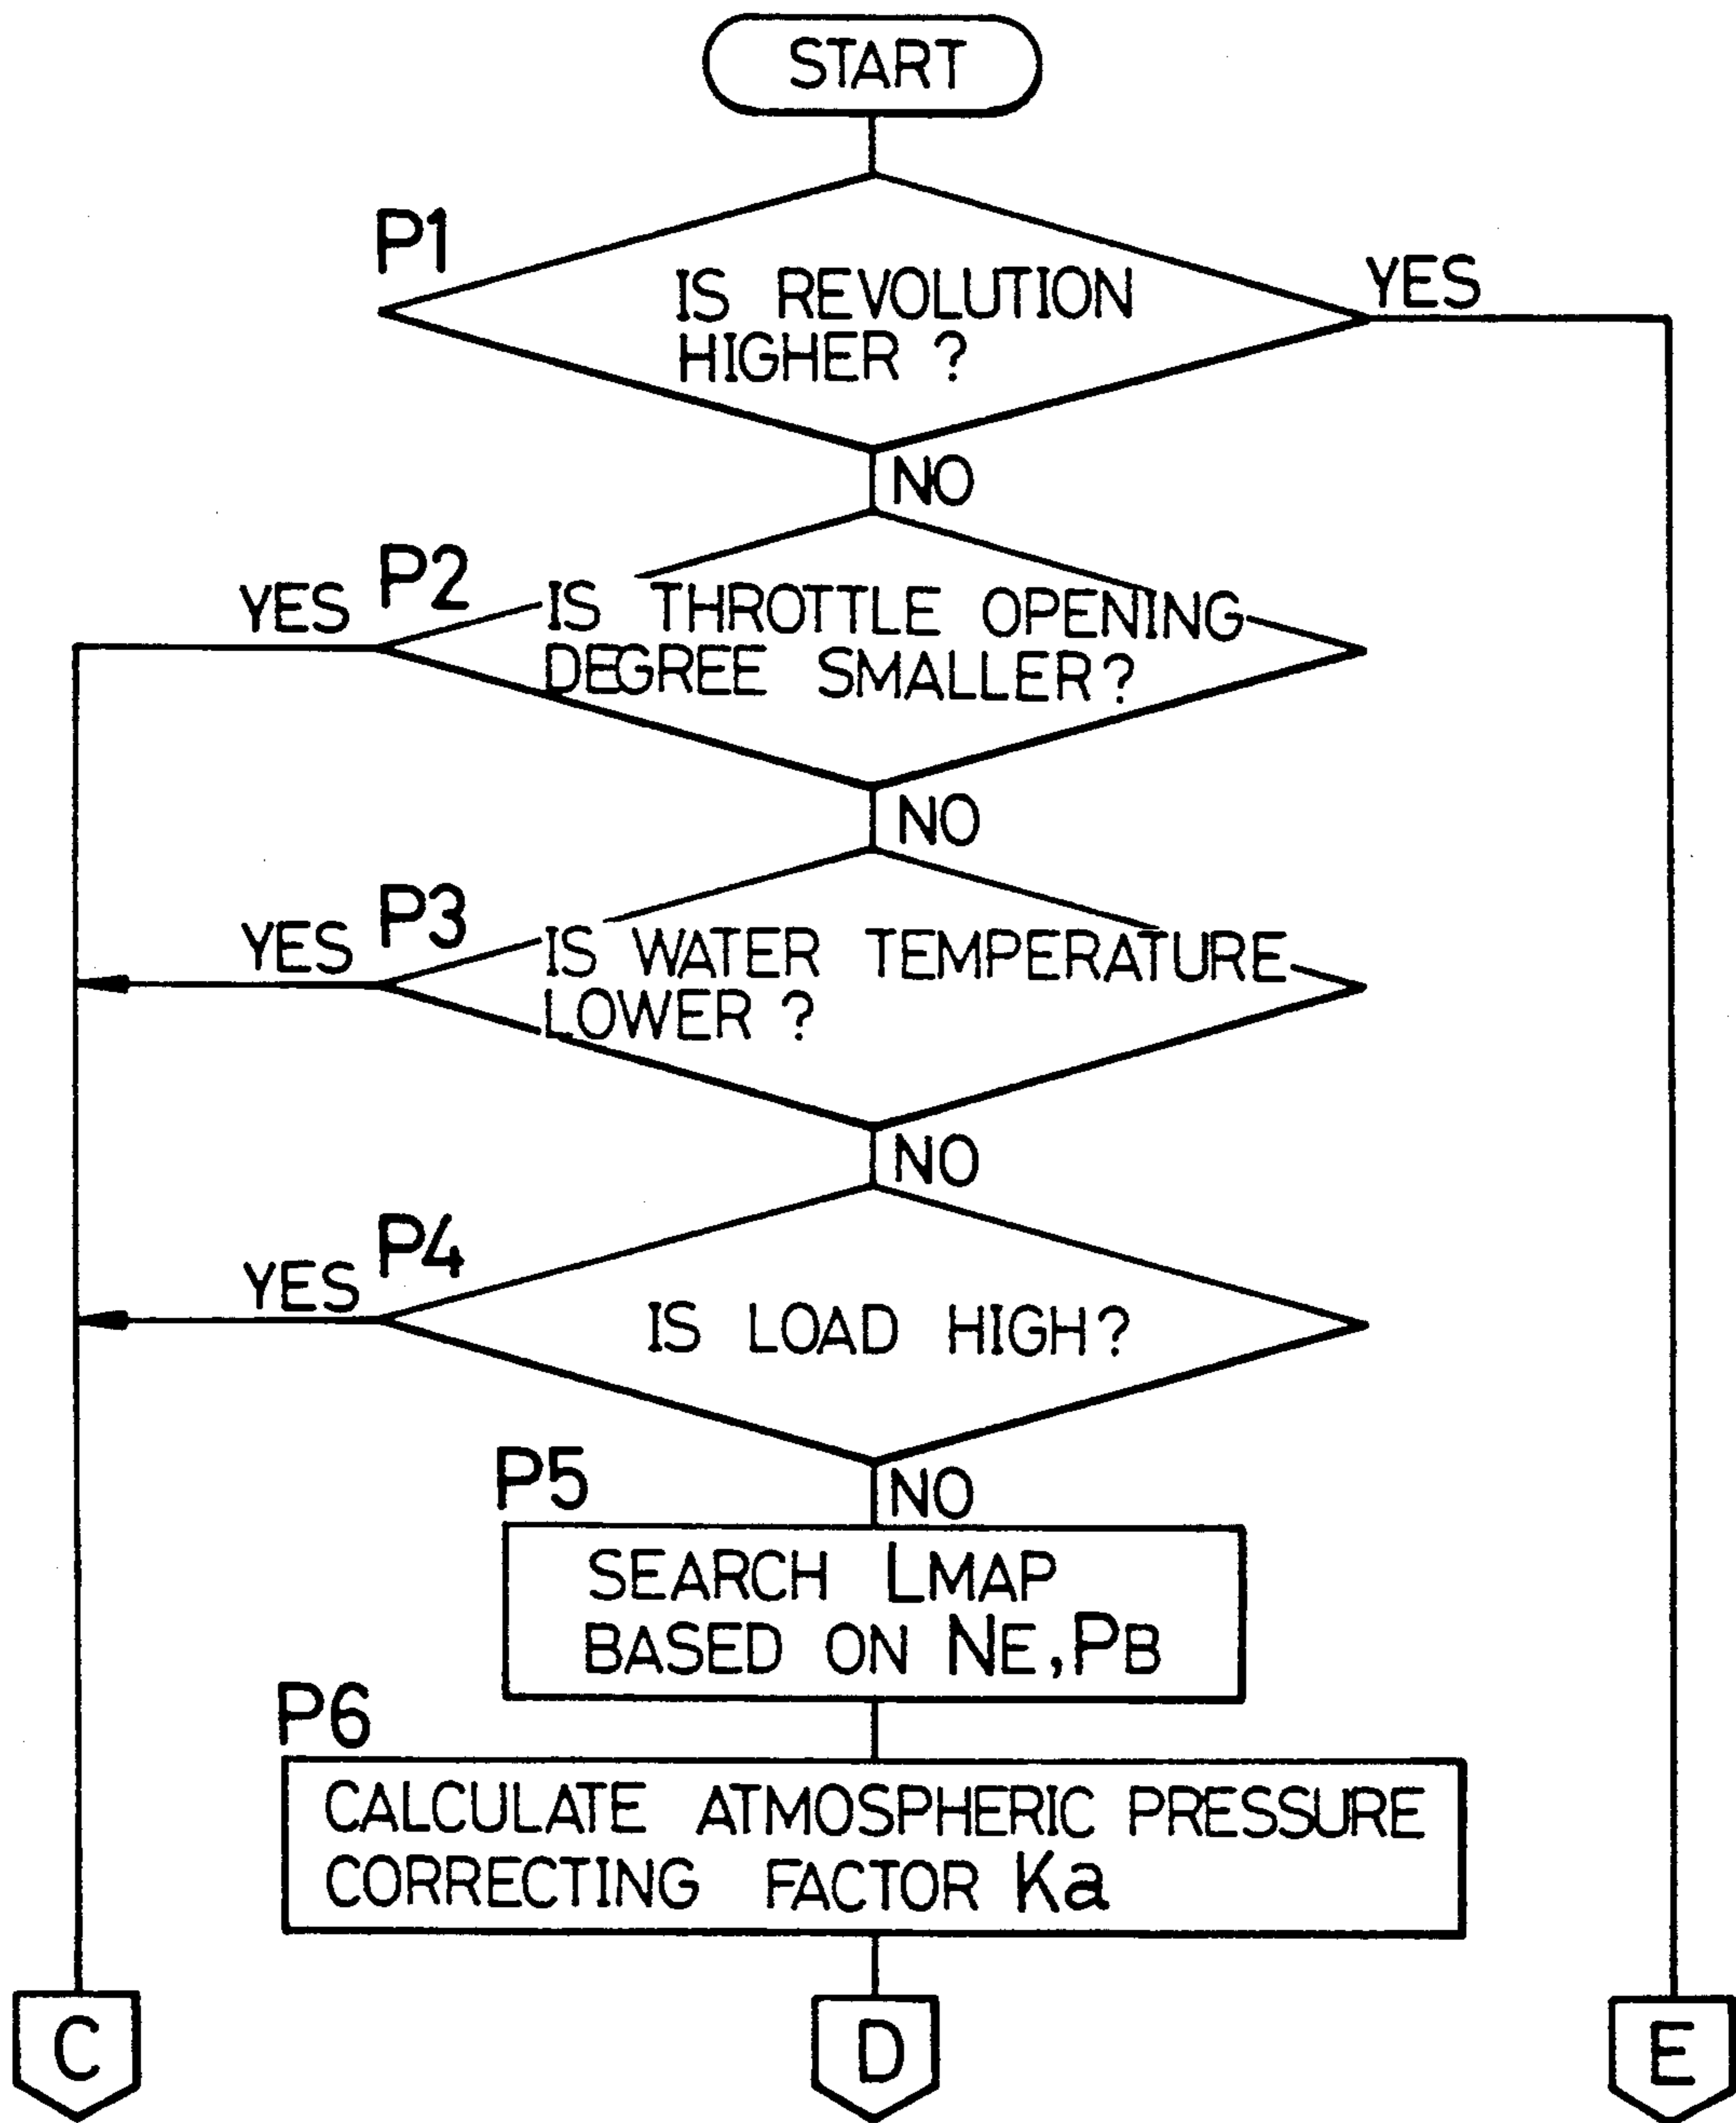 START
P1
IS REVOLUTION
HIGHER ?
YES
NO
P2
YES
IS THROTTLE OPENING
DEGREE SMALLER?
NO
P3
YES
IS WATER TEMPERATURE
LOWER ?
NO
P4
YES
IS LOAD HIGH?
NO
P5
SEARCH LMAP
BASED ON NE,PB
P6
CALCULATE ATMOSPHERIC PRESSURE
CORRECTING FACTOR Ka
C
D
E